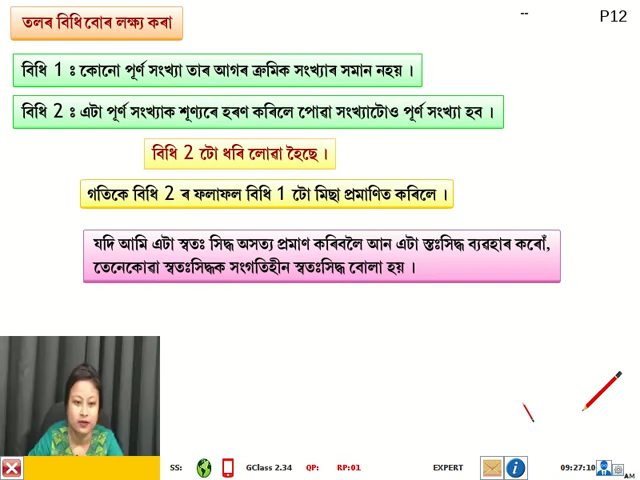 তলৰ বিধিবোৰ লক্ষ্য কৰা
--
P12
বিধি 1 ঃ কোনো পূৰ্ণ সংখ্যা তাৰ আগৰ ক্ৰমিক সংখ্যাৰ সমান নহয় ।
বিধি 2 ঃ এটা পূৰ্ণ সংখ্যাক শূণ্যৰে হৰণ কৰিলে পোৱা সংখ্যাটোও পূৰ্ণ সংখ্যা হব ।
বিধি 2 টো ধৰি লোৱা হৈছে ।
গতিকে বিধি 2 ৰ ফলাফল বিধি 1 টো মিছা প্ৰমাণিত কৰিলে ।
যদি আমি এটা স্বতঃ সিদ্ধ অসত্য প্ৰমাণ কৰিবলৈ আন এটা স্তঃসিদ্ধ ব্যৱহাৰ কৰোঁ,
তেনেকোৱা স্বতঃসিদ্ধক সংগতিহীন স্বতঃসিদ্ধ বোলা হয় ।
SS: GClass 2.34 QP: RP:01 EXPERT 09:27:10 AM